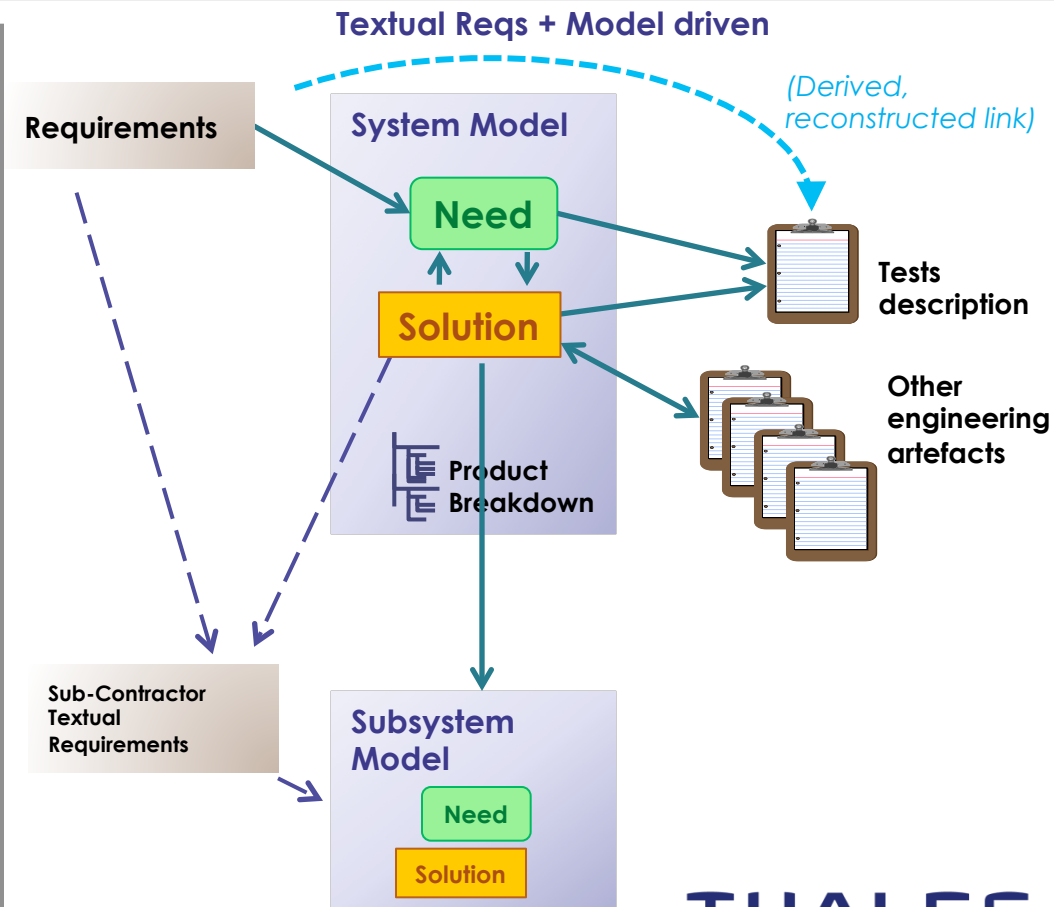 Textual Reqs + Model driven
Requirements
System Model
(Derived,
reconstructed link)
Need
Tests
description
Solution
Other
engineering
artefacts
Product
Breakdown
Sub-Contractor
Textual
Requirements
Subsystem
Model
Need
Solution
THALES